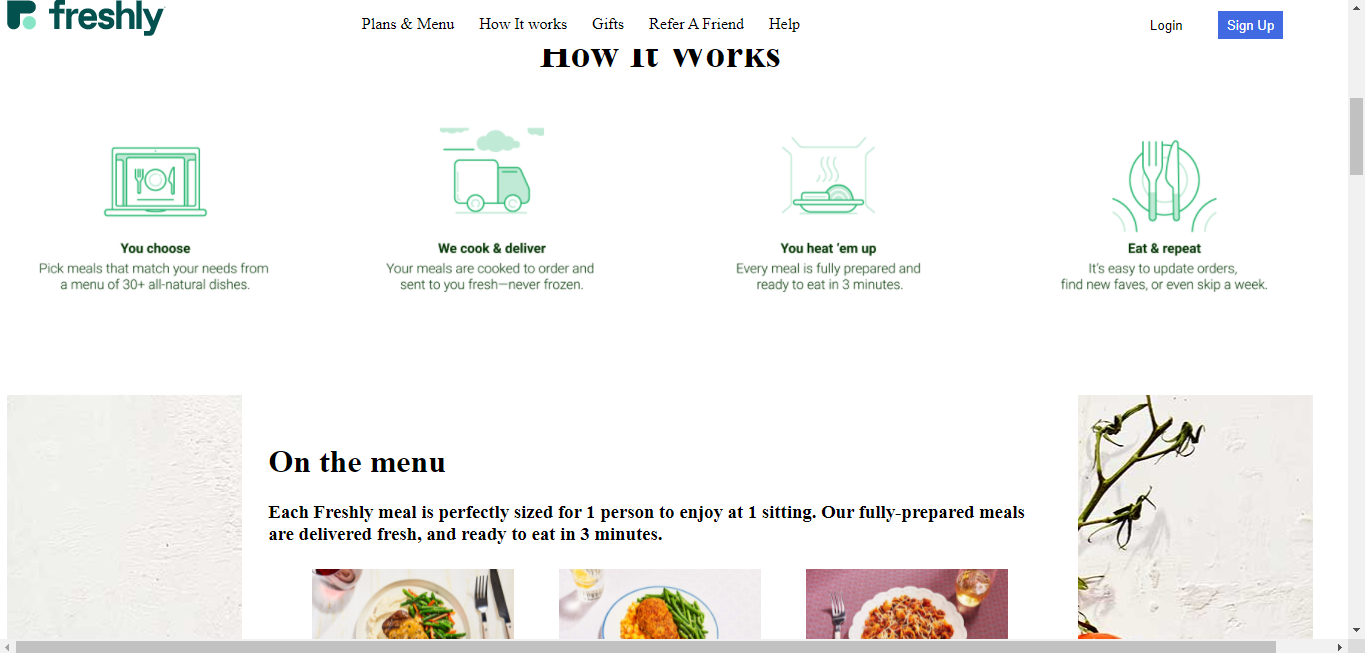 freshly
Plans & Menu How It works Gifts Refer A Friend Help
Login Sign Up
How It Works
You choose
Pick meals that match your needs from
a menu of 30+ all-natural dishes.
We cook & deliver
Your meals are cooked to order and
sent to you fresh—never frozen.
You heat ‘em up
Every meal is fully prepared and
ready to eat in 3 minutes.
Eat & repeat
It’s easy to update orders,
find new faves, or even skip a week.
On the menu
Each Freshly meal is perfectly sized for 1 person to enjoy at 1 sitting. Our fully-prepared meals
are delivered fresh, and ready to eat in 3 minutes.